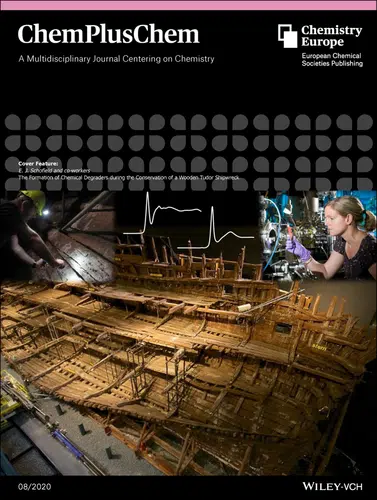 ChemPlusChem
A Multidisciplinary Journal Centering on Chemistry
Chemistry
Europe
European Chemical
Societies Publishing
Cover Feature:
E. J. Schofield and co-workers
The Formation of Chemical Degraders during the Conservation of a Wooden Tudor Shipwreck
08/2020
WILEY-VCH